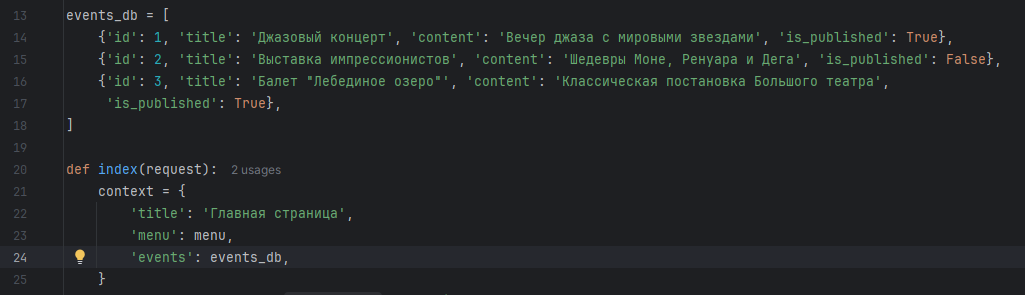 13 events_db = [
14 {'id': 1, 'title': 'Джазовый концерт', 'content': 'Вечер джаза с мировыми звездами', 'is_published': True},
15 {'id': 2, 'title': 'Выставка импрессионистов', 'content': 'Шедевры Моне, Ренуара и Дега', 'is_published': False},
16 {'id': 3, 'title': 'Балет "Лебединое озеро"', 'content': 'Классическая постановка Большого театра',
17 'is_published': True},
18 ]
19
20 def index(request): 2 usages
21 context = {
22 'title': 'Главная страница',
23 'menu': menu,
24 'events': events_db,
25 }